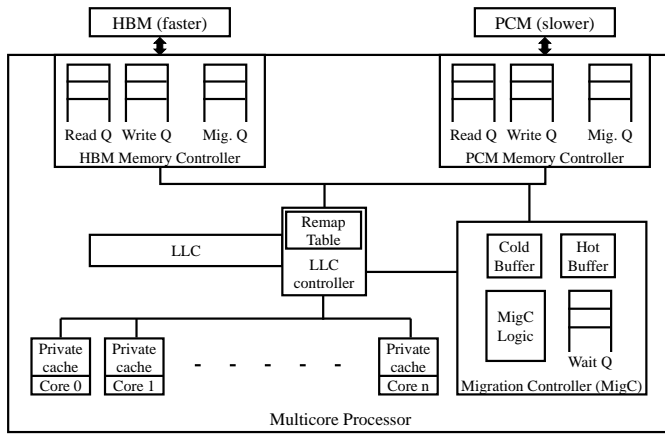 HBM (faster)
PCM (slower)
Read Q Write Q Mig. Q
HBM Memory Controller
Read Q Write Q Mig. Q
PCM Memory Controller
Remap
Table
LLC
LLC
controller
Cold
Buffer
Hot
Buffer
MigC
Logic
Wait Q
Migration Controller (MigC)
Private
cache
Core 0
Private
cache
Core 1
- - - - -
Private
cache
Core n
Multicore Processor